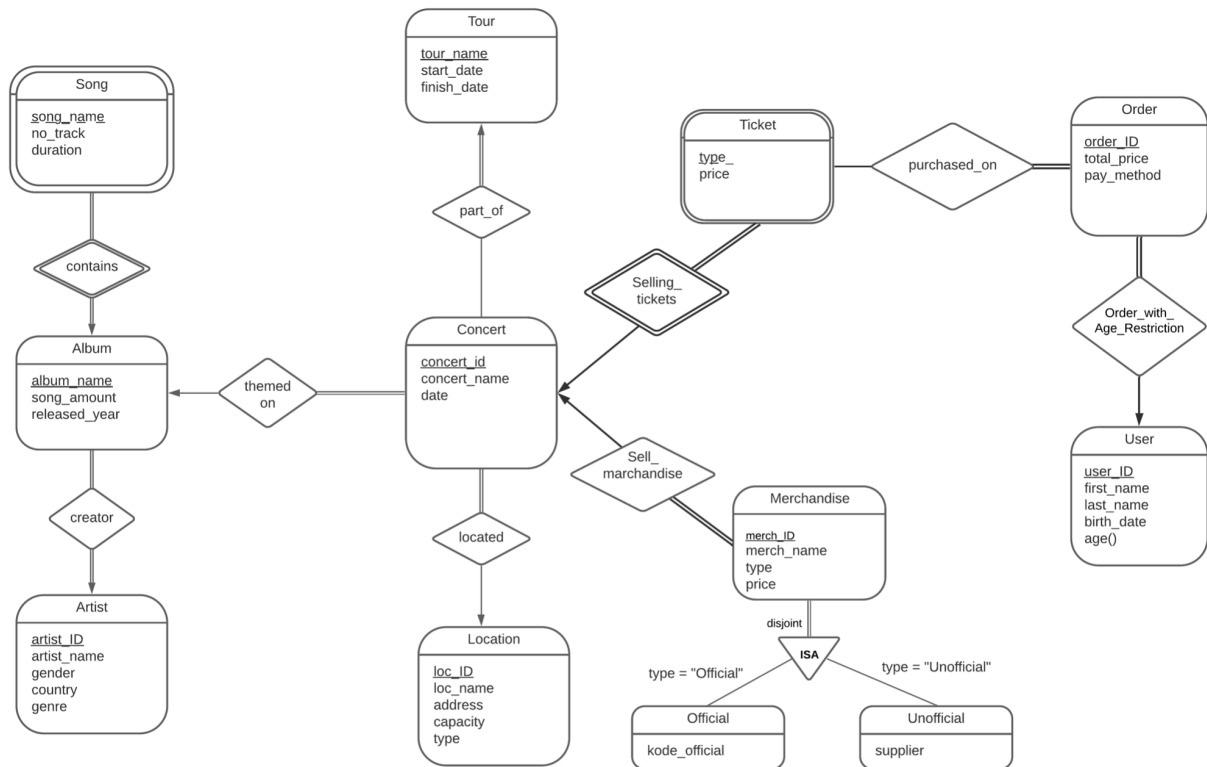 Tour
tour_name
start_date
finish_date
Song
song_name
no_track
duration
Ticket
type_
price
purchased_on
Order
order_ID
total_price
pay_method
part_of
contains
Selling_
tickets
Order_with_
Age_Restriction
Album
album_name
song_amount
released_year
themed
on
Concert
concert_id
concert_name
date
User
user_ID
first_name
last_name
birth_date
age()
Sell_
marchandise
creator
located
Merchandise
merch_ID
merch_name
type
price
Artist
artist_ID
artist_name
gender
country
genre
Location
loc_ID
loc_name
address
capacity
type
disjoint
ISA
type = "Official"
type = "Unofficial"
Official
kode_official
Unofficial
supplier